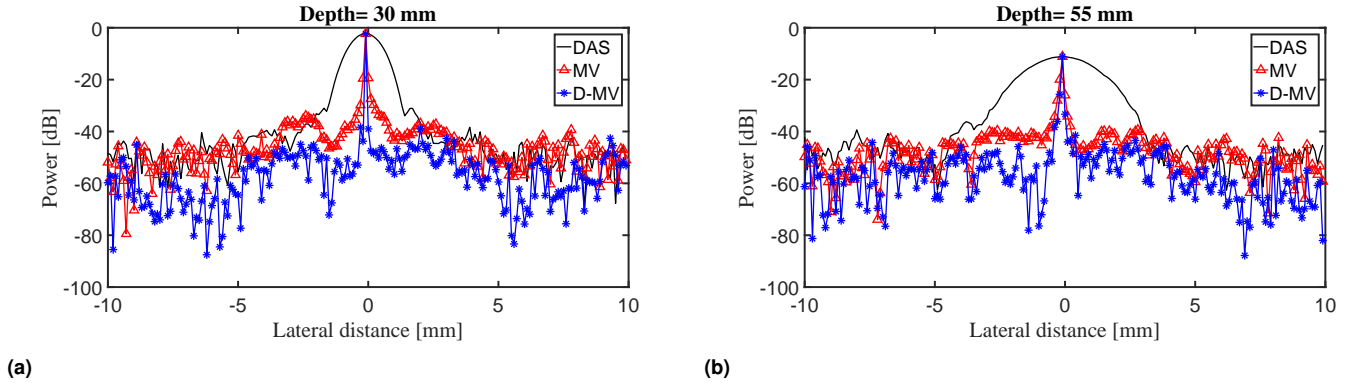 Depth= 30 mm
0
-20
-40
-60
-80
-100
Power [dB]
-10
-5
0
5
10
Lateral distance [mm]
DAS
MV
D-MV
(a)
Depth= 55 mm
0
-20
-40
-60
-80
-100
Power [dB]
-10
-5
0
5
10
Lateral distance [mm]
DAS
MV
D-MV
(b)